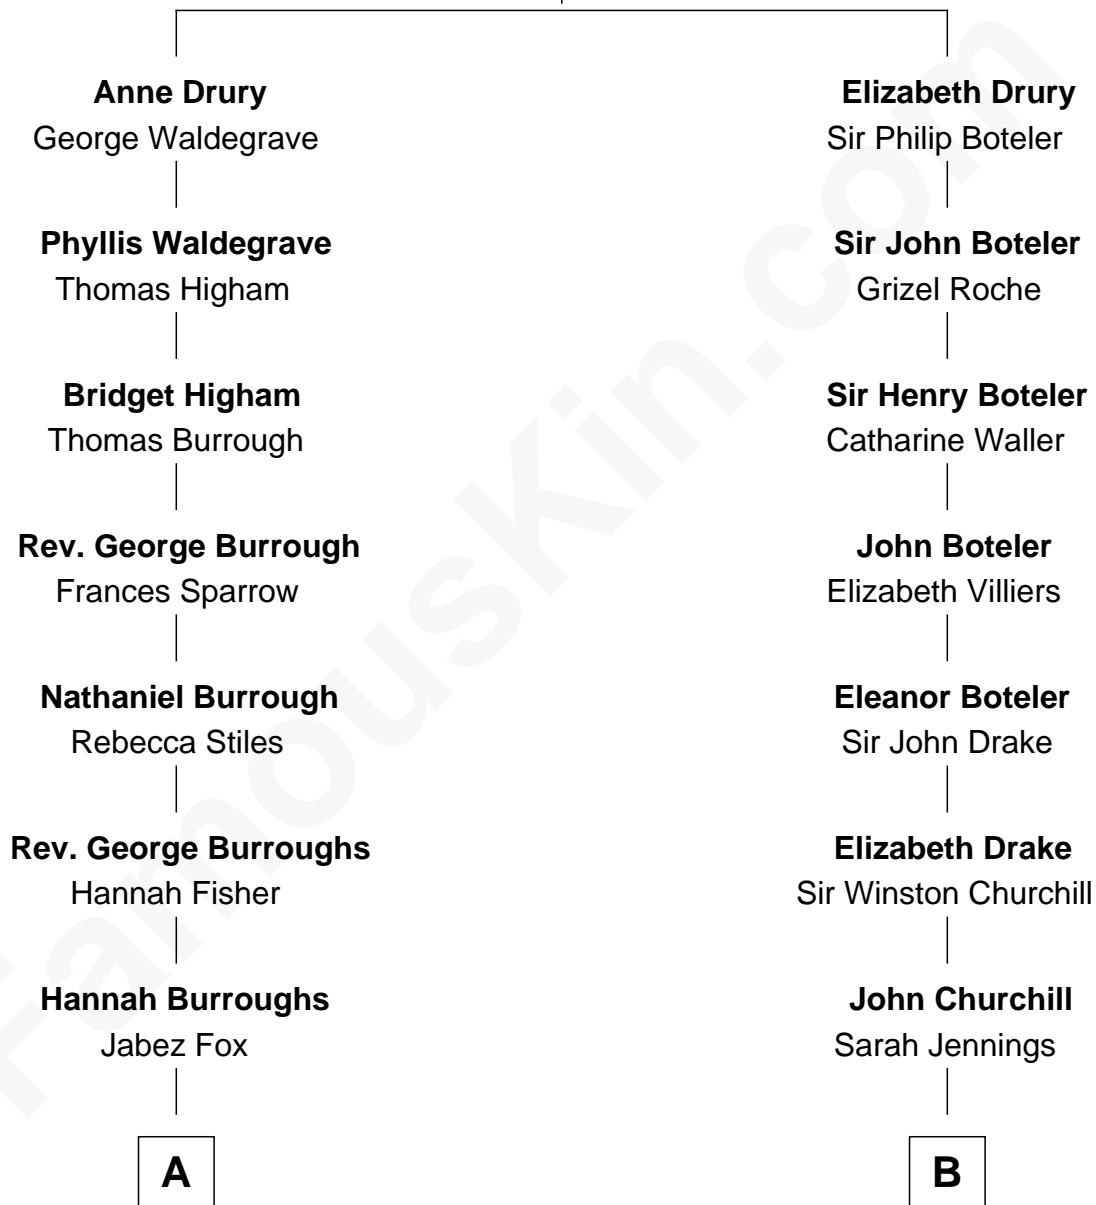 Anne Drury
George Waldegrave
Phyllis Waldegrave
Thomas Higham
Bridget Higham
Thomas Burrough
Rev. George Burrough
Frances Sparrow
Nathaniel Burrough
Rebecca Stiles
Rev. George Burroughs
Hannah Fisher
Hannah Burroughs
Jabez Fox
A
Elizabeth Drury
Sir Philip Boteler
Sir John Boteler
Grizel Roche
Sir Henry Boteler
Catharine Waller
John Boteler
Elizabeth Villiers
Eleanor Boteler
Sir John Drake
Elizabeth Drake
Sir Winston Churchill
John Churchill
Sarah Jennings
B
FamousKin.com